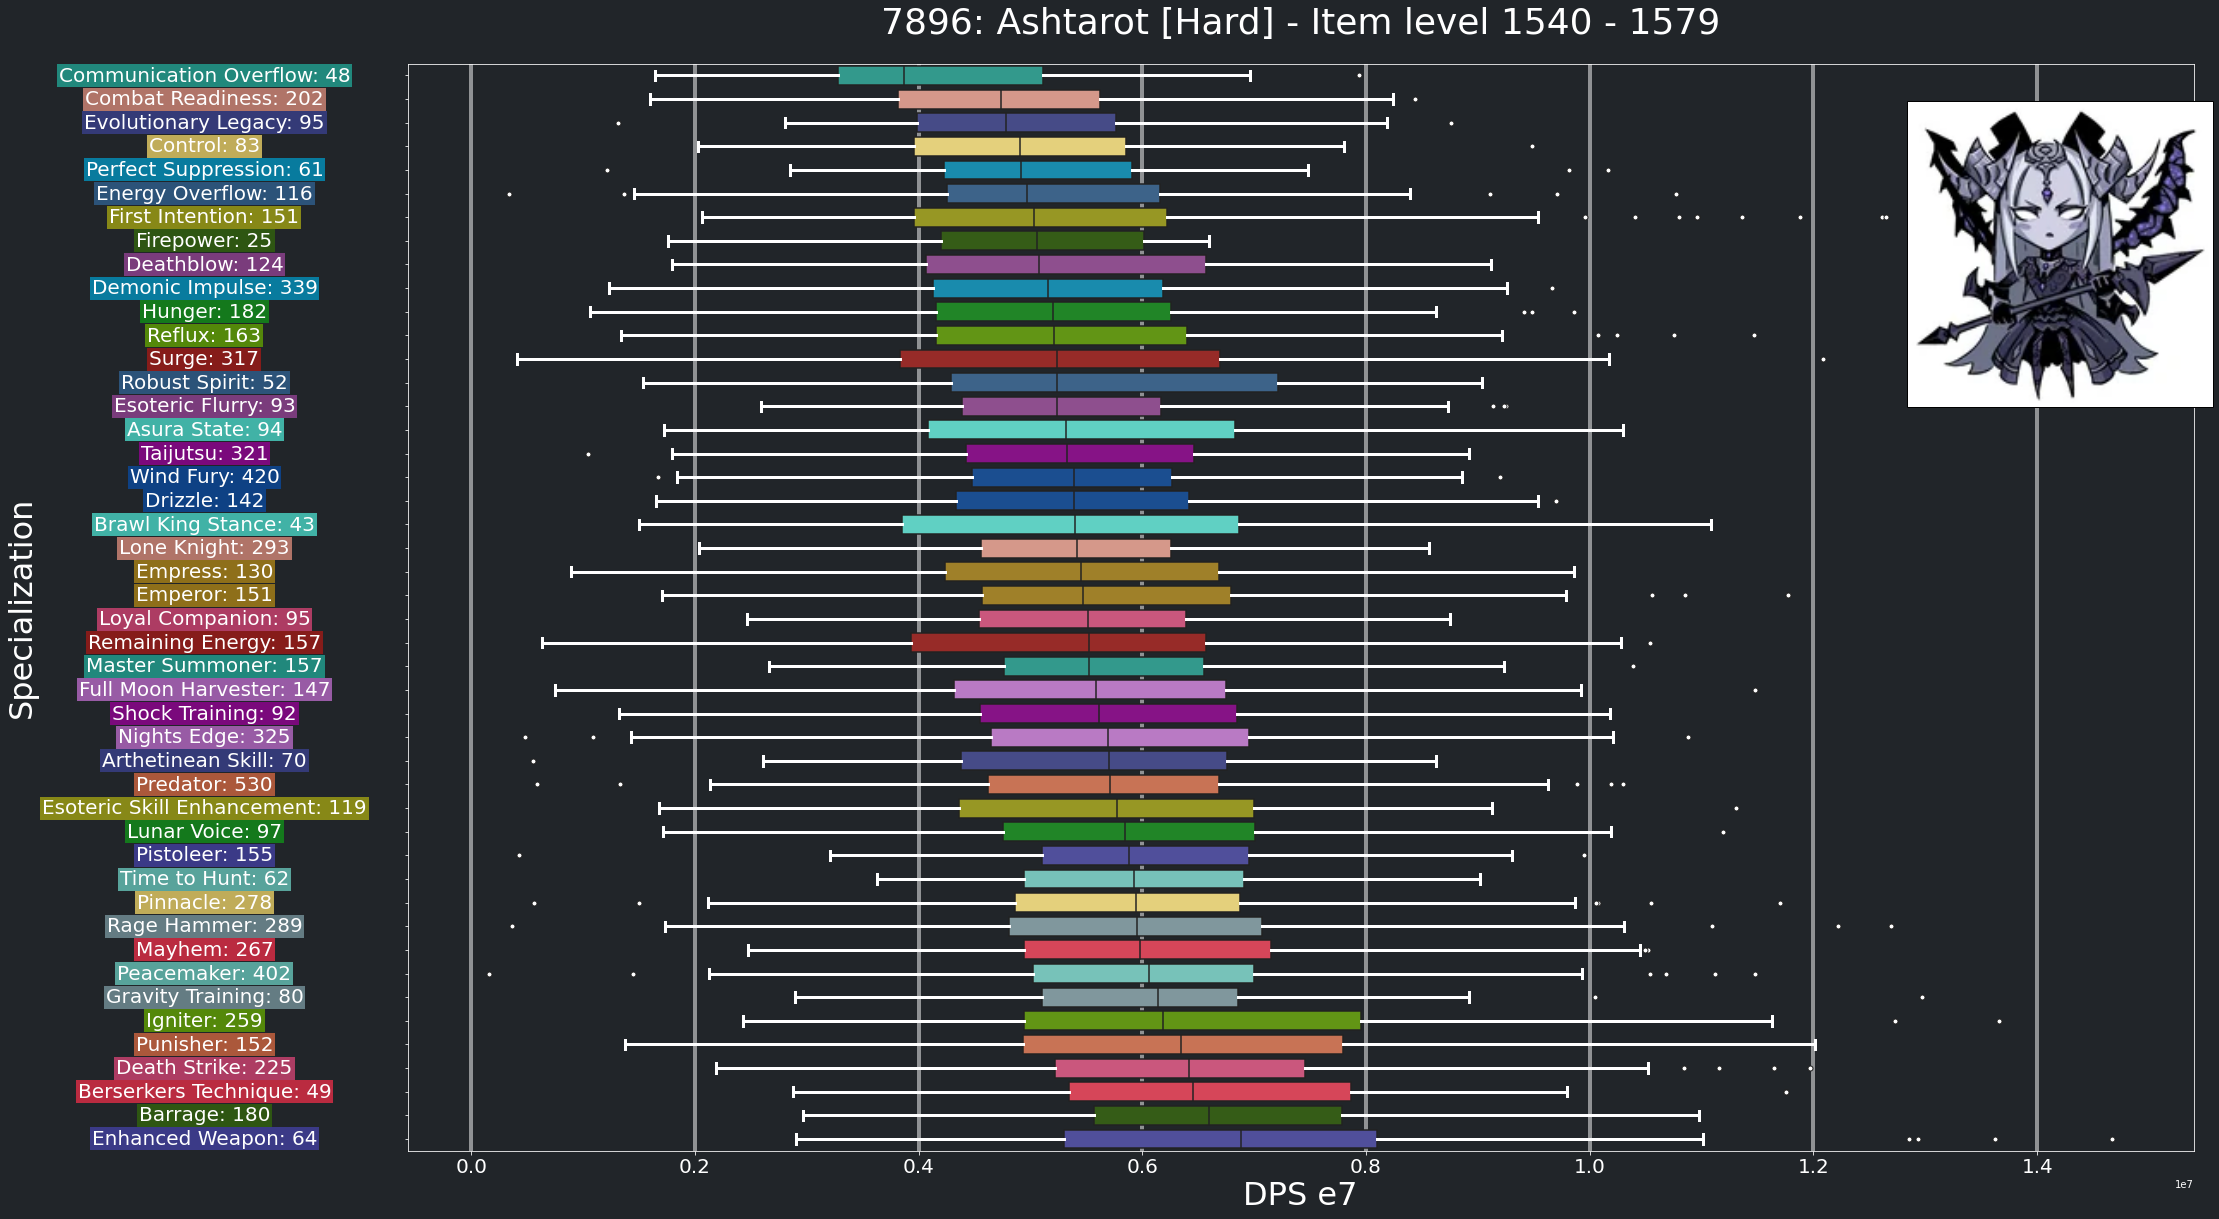 7896: Ashtarot [Hard] - Item level 1540 - 1579
Communication Overflow: 48
Combat Readiness: 202
Evolutionary Legacy: 95
Control: 83
Perfect Suppression: 61
Energy Overflow: 116
First Intention: 151
Firepower: 25
Deathblow: 124
Demonic Impulse: 339
Hunger: 182
Reflux: 163
Surge: 317
Robust Spirit: 52
Esoteric Flurry: 93
Asura State: 94
Taijutsu: 321
Wind Fury: 420
Drizzle: 142
Brawl King Stance: 43
Lone Knight: 293
Empress: 130
Emperor: 151
Loyal Companion: 95
Remaining Energy: 157
Master Summoner: 157
Full Moon Harvester: 147
Shock Training: 92
Nights Edge: 325
Arthetinean Skill: 70
Predator: 530
Esoteric Skill Enhancement: 119
Lunar Voice: 97
Pistoleer: 155
Time to Hunt: 62
Pinnacle: 278
Rage Hammer: 289
Mayhem: 267
Peacemaker: 402
Gravity Training: 80
Igniter: 259
Punisher: 152
Death Strike: 225
Berserkers Technique: 49
Barrage: 180
Enhanced Weapon: 64
Specialization
0.0 0.2 0.4 0.6 0.8 1.0 1.2 1.4
1e7
DPS e7